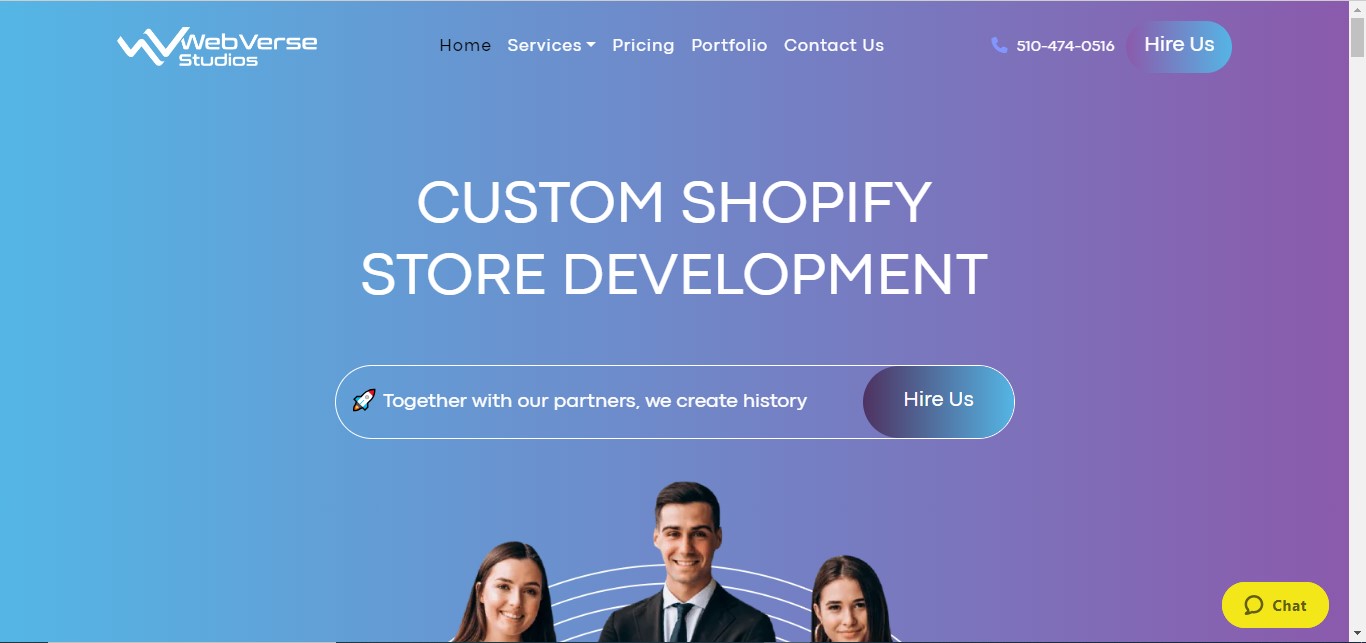 WebVerse
Studios
Home Services Pricing Portfolio Contact Us
510-474-0516
Hire Us
CUSTOM SHOPIFY
STORE DEVELOPMENT
🚀 Together with our partners, we create history
Hire Us
Chat